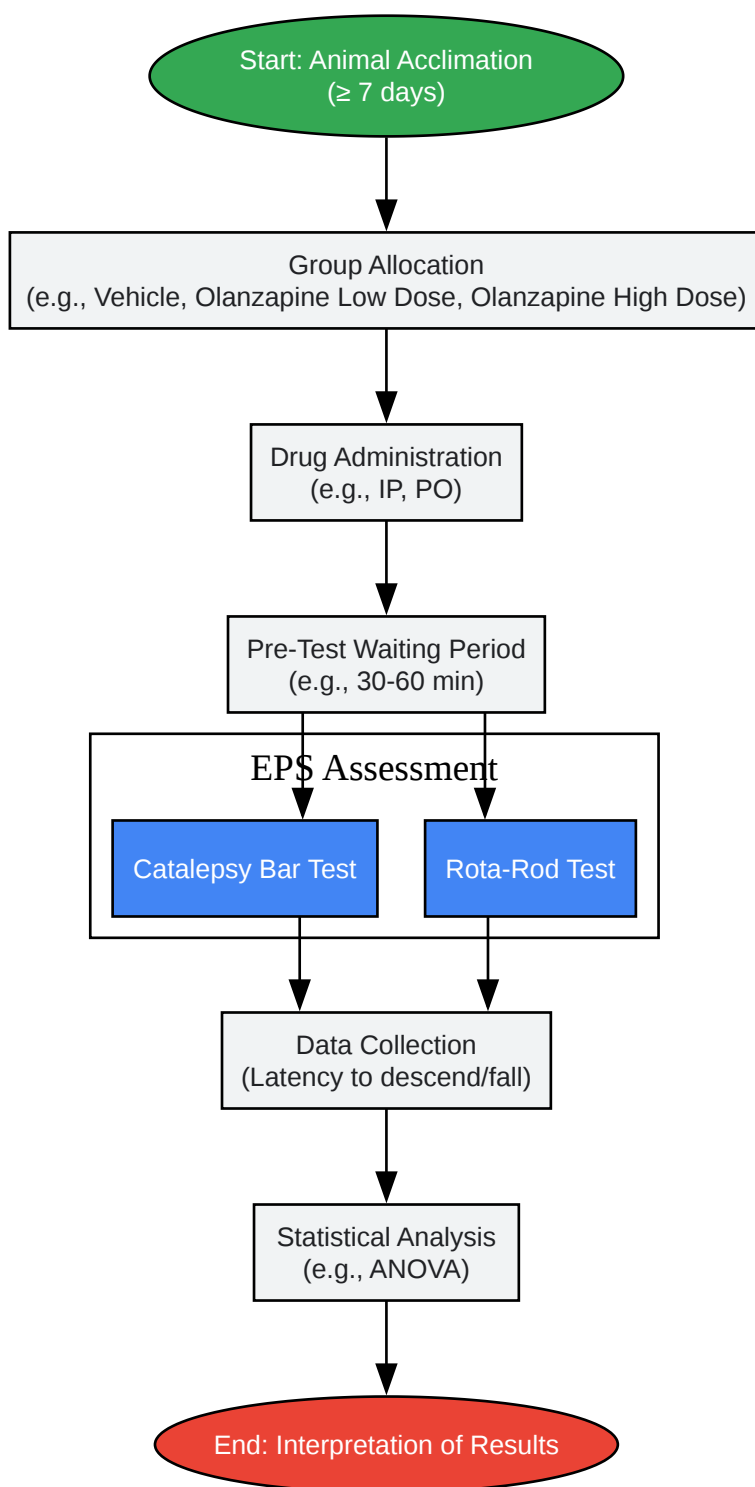 Start: Animal Acclimation
(≥ 7 days)
Group Allocation
(e.g., Vehicle, Olanzapine Low Dose, Olanzapine High Dose)
Drug Administration
(e.g., IP, PO)
Pre-Test Waiting Period
(e.g., 30-60 min)
EPS Assessment
Catalepsy Bar Test
Rota-Rod Test
Data Collection
(Latency to descend/fall)
Statistical Analysis
(e.g., ANOVA)
End: Interpretation of Results